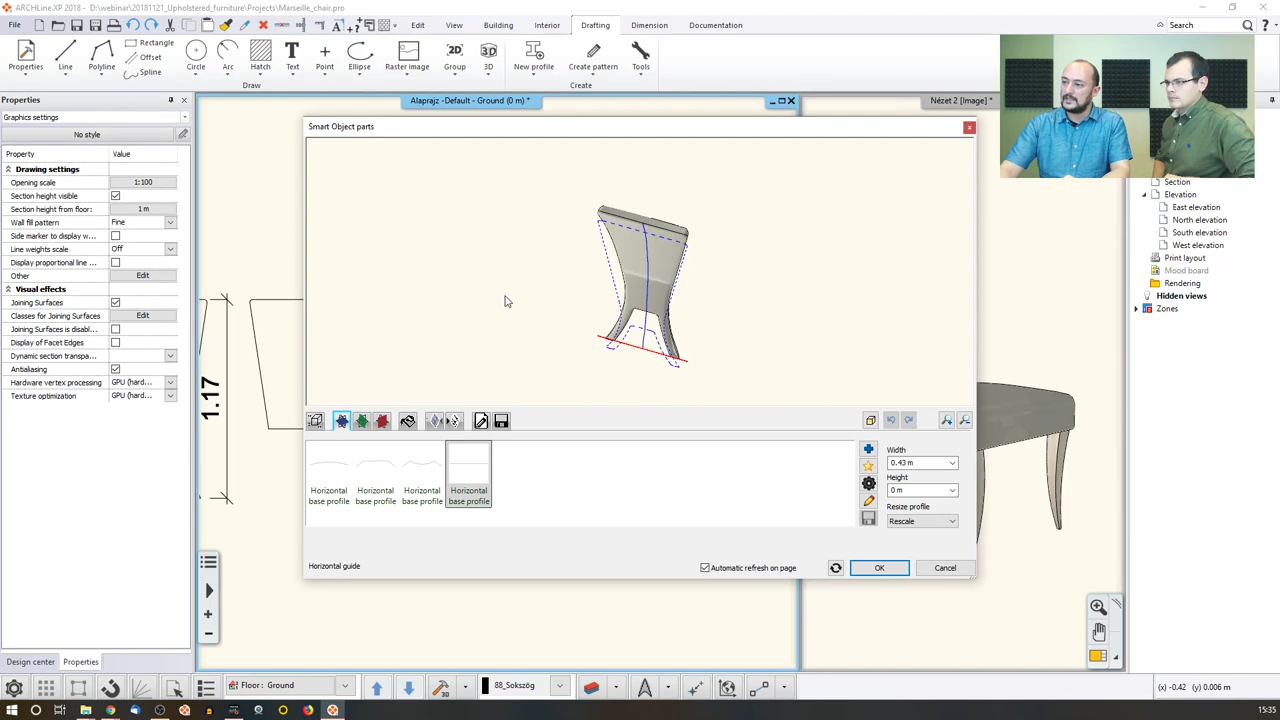 ARCHLine.XP 2018 - D:\webinar\20181121_Upholstered_furniture\Projects\Marseille_chair.pro
File
Edit
View
Building
Interior
Drafting
Dimension
Documentation
Search
Properties
Line
Polyline
Rectangle
Offset
Spline
Circle
Arc
Hatch
Text
Point
Ellipse
Raster image
2D
Group
3D
3D
New profile
Create pattern
Tools
Draw
Create
Properties
Graphics settings
No style
Property Value
Drawing settings
Opening scale 1:100
Section height visible
Section height from floor: 1 m
Wall fill pattern Fine
Side marker to display w...
Line weights scale Off
Display proportional line ...
Other Edit
Visual effects
Joining Surfaces
Classes for Joining Surfaces Edit
Joining Surfaces is disabl...
Display of Facet Edges
Dynamic section transpa...
Antialiasing
Hardware vertex processing GPU (hard...
Texture optimization GPU (hard...
Design center
Properties
Alaprajz -Default - Ground (0 m) *
Nézet 2 [Image] *
1.17
Smart Object parts
Horizontal base profile
Horizontal base profile
Horizontal base profile
Horizontal base profile
Width
0.43 m
Height
0 m
Resize profile
Rescale
Horizontal guide
Automatic refresh on page
OK
Cancel
Section
Elevation
East elevation
North elevation
South elevation
West elevation
Print layout
Mood board
Rendering
Hidden views
Zones
Floor : Ground
88_Sokszög
(x) -0.42 (y) 0.006 m
15:35